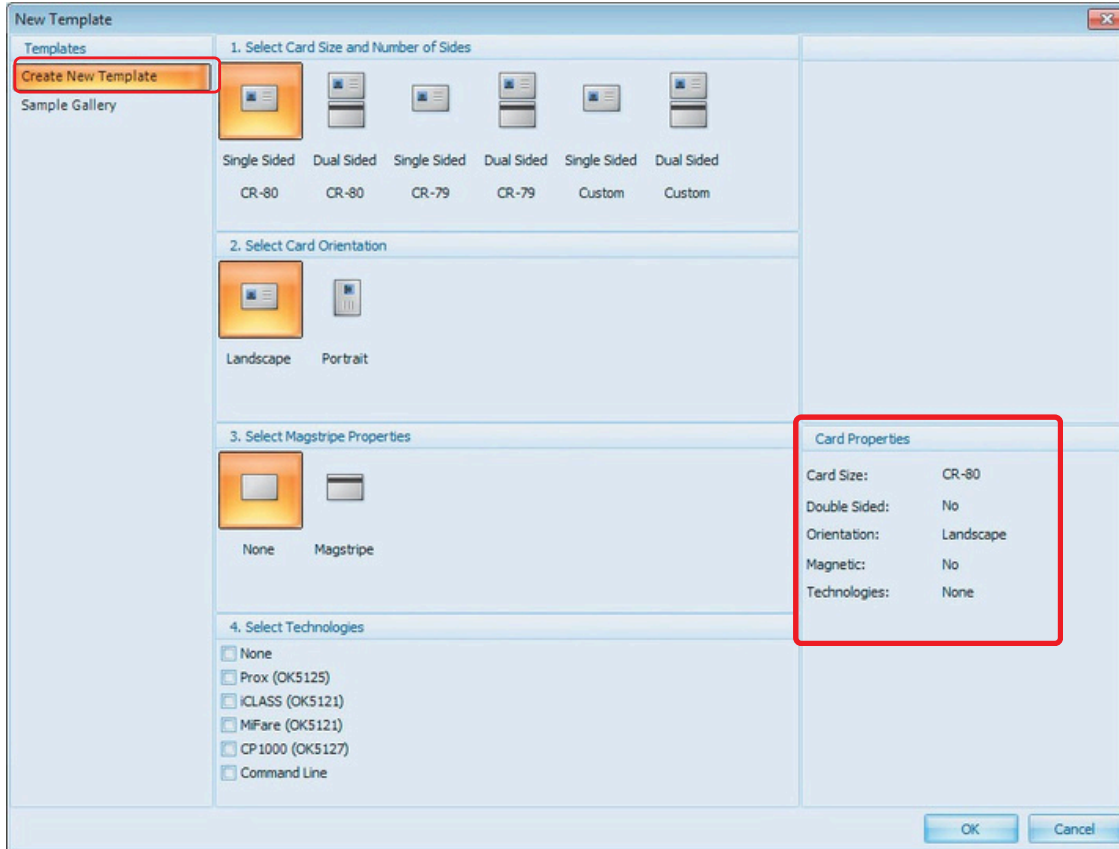 New Template
Templates
Create New Template
Sample Gallery
1. Select Card Size and Number of Sides
Single Sided Dual Sided Single Sided Dual Sided Single Sided Dual Sided
CR-80 CR-80 CR-79 CR-79 Custom Custom
2. Select Card Orientation
Landscape Portrait
3. Select Magstripe Properties
None Magstripe
4. Select Technologies
None
Prox (OK5125)
iCLASS (OK5121)
MiFare (OK5121)
CP1000 (OK5127)
Command Line
Card Properties
Card Size: CR-80
Double Sided: No
Orientation: Landscape
Magnetic: No
Technologies: None
OK Cancel